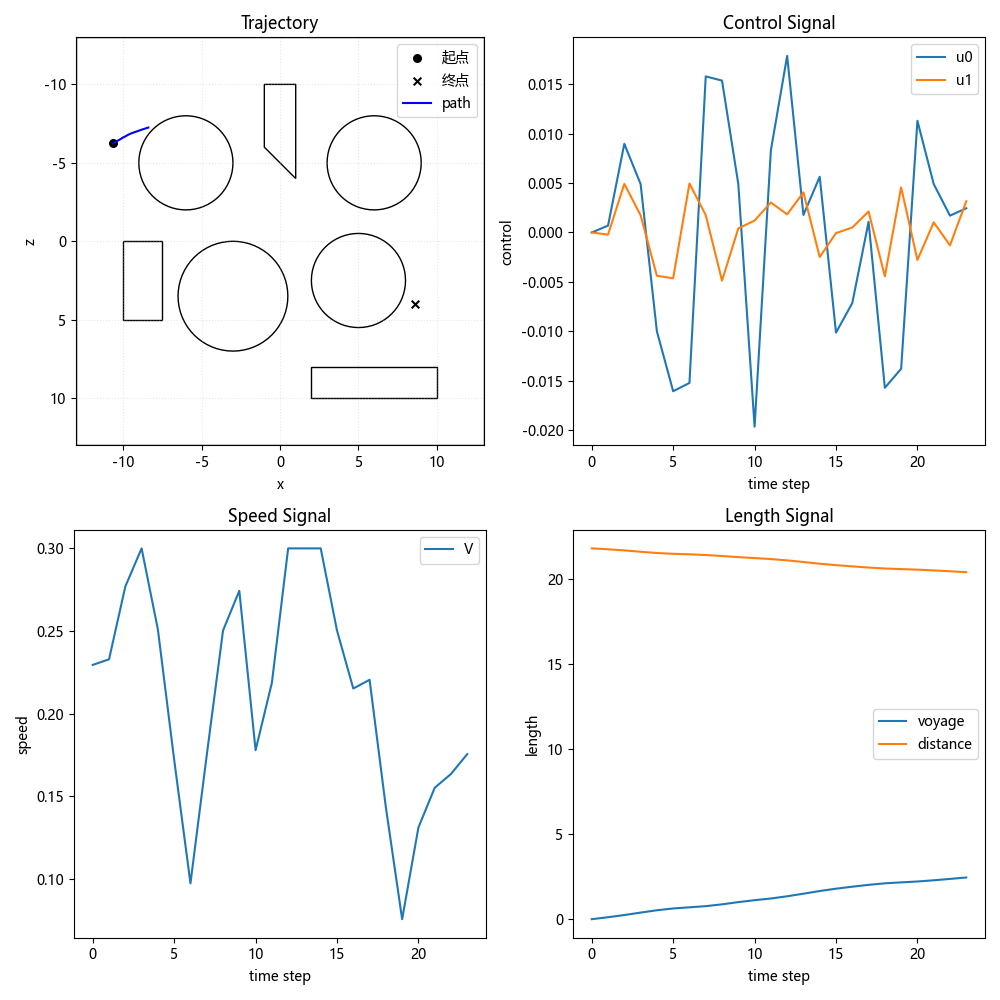 Trajectory
起点
终点
path
-10
-5
0
5
10
z
-10
-5
0
5
10
x
Control Signal
u0
u1
0.015
0.010
0.005
0.000
-0.005
-0.010
-0.015
-0.020
control
0
5
10
15
20
time step
Speed Signal
V
0.30
0.25
0.20
0.15
0.10
speed
0
5
10
15
20
time step
Length Signal
voyage
distance
20
15
10
5
0
length
0
5
10
15
20
time step